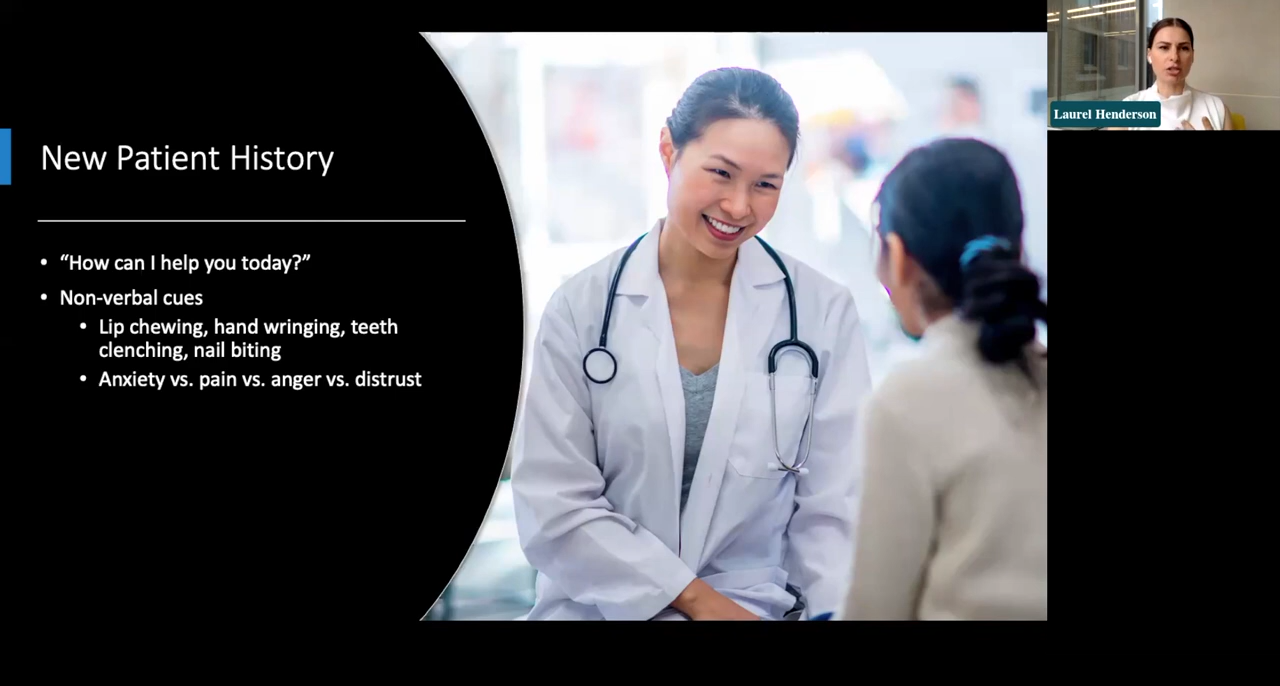 New Patient History
• “How can I help you today?”
• Non-verbal cues
• Lip chewing, hand wringing, teeth
clenching, nail biting
• Anxiety vs. pain vs. anger vs. distrust
Laurel Henderson